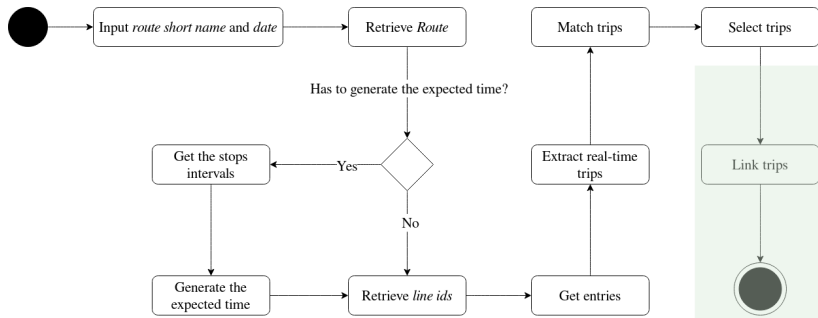 Input route short name and date
Retrieve Route
Match trips
Select trips
Has to generate the expected time?
Get the stops
intervals
Yes
Extract real-time
trips
Link trips
No
Generate the
expected time
Retrieve line ids
Get entries